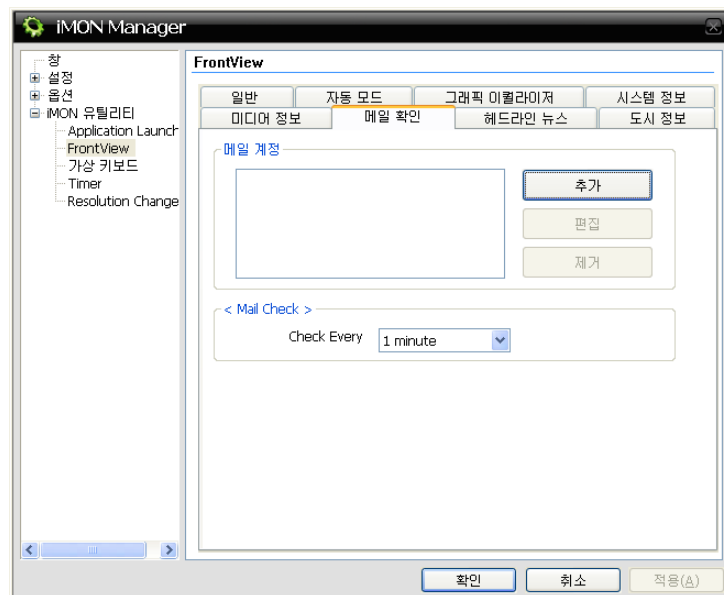 iMON Manager
창
설정
옵션
iMON 유틸리티
Application Launch
FrontView
가상 키보드
Timer
Resolution Change
FrontView
일반 자동 모드 그래픽 이퀄라이저 시스템 정보
미디어 정보 메일 확인 헤드라인 뉴스 도시 정보
메일 계정
추가
편집
제거
< Mail Check >
Check Every 1 minute
확인 취소 적용(A)